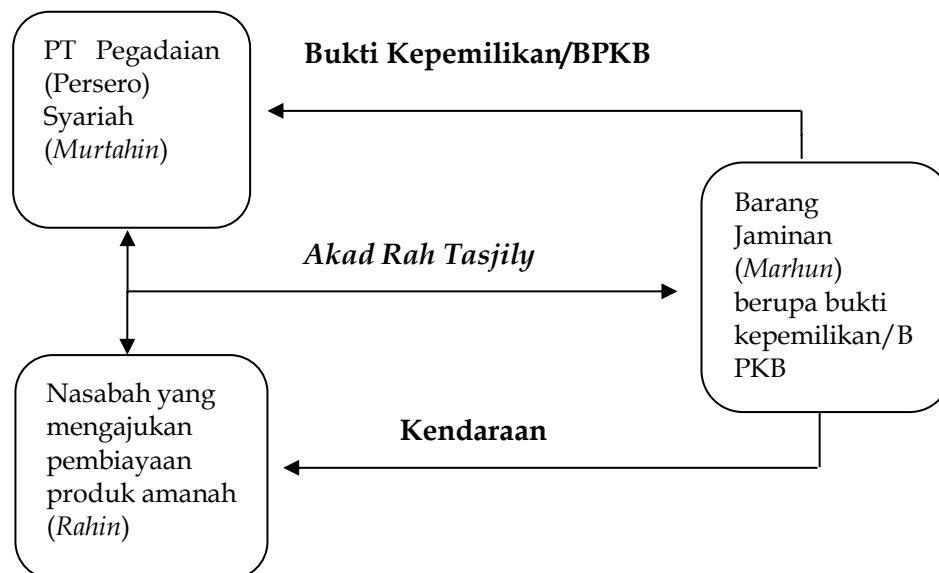 PT Pegadaian
(Persero)
Syariah
(Murtahin)
Bukti Kepemilikan/BPKB
Akad Rah Tasjily
Barang
Jaminan
(Marhun)
berupa bukti
kepemilikan/B
PKB
Nasabah yang
mengajukan
pembiayaan
produk amanah
(Rahin)
Kendaraan